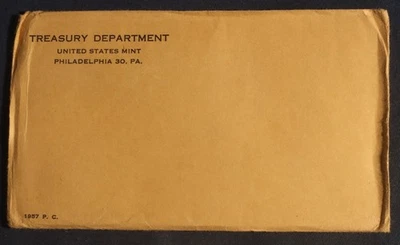 TREASURY DEPARTMENT
UNITED STATES MINT
PHILADELPHIA 30, PA.
1957 P. C.